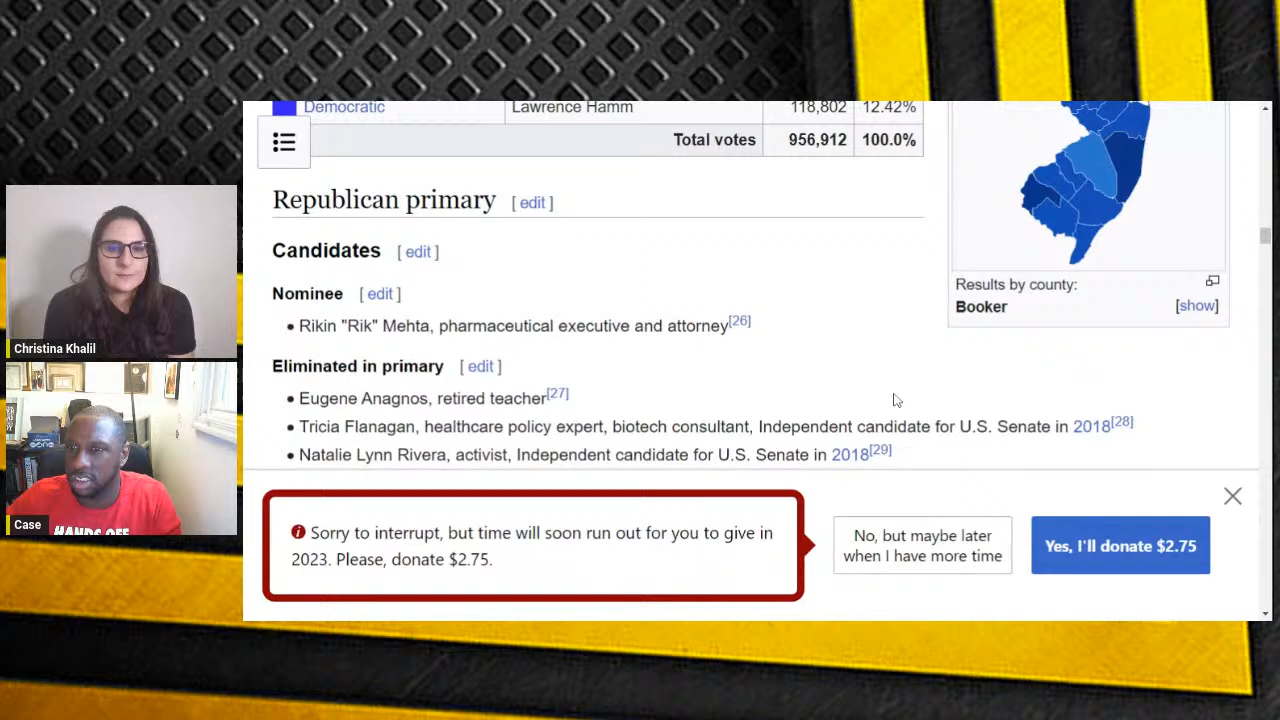 Democratic Lawrence Hamm 118,802 12.42%
Total votes 956,912 100.0%
Republican primary [ edit ]
Candidates [ edit ]
Nominee [ edit ]
• Rikin "Rik" Mehta, pharmaceutical executive and attorney[26]
Eliminated in primary [ edit ]
• Eugene Anagnos, retired teacher[27]
• Tricia Flanagan, healthcare policy expert, biotech consultant, Independent candidate for U.S. Senate in 2018[28]
• Natalie Lynn Rivera, activist, Independent candidate for U.S. Senate in 2018[29]
Results by county:
Booker [show]
Sorry to interrupt, but time will soon run out for you to give in
2023. Please, donate $2.75.
No, but maybe later
when I have more time
Yes, I'll donate $2.75
Christina Khalil
Case
HANDS OFF